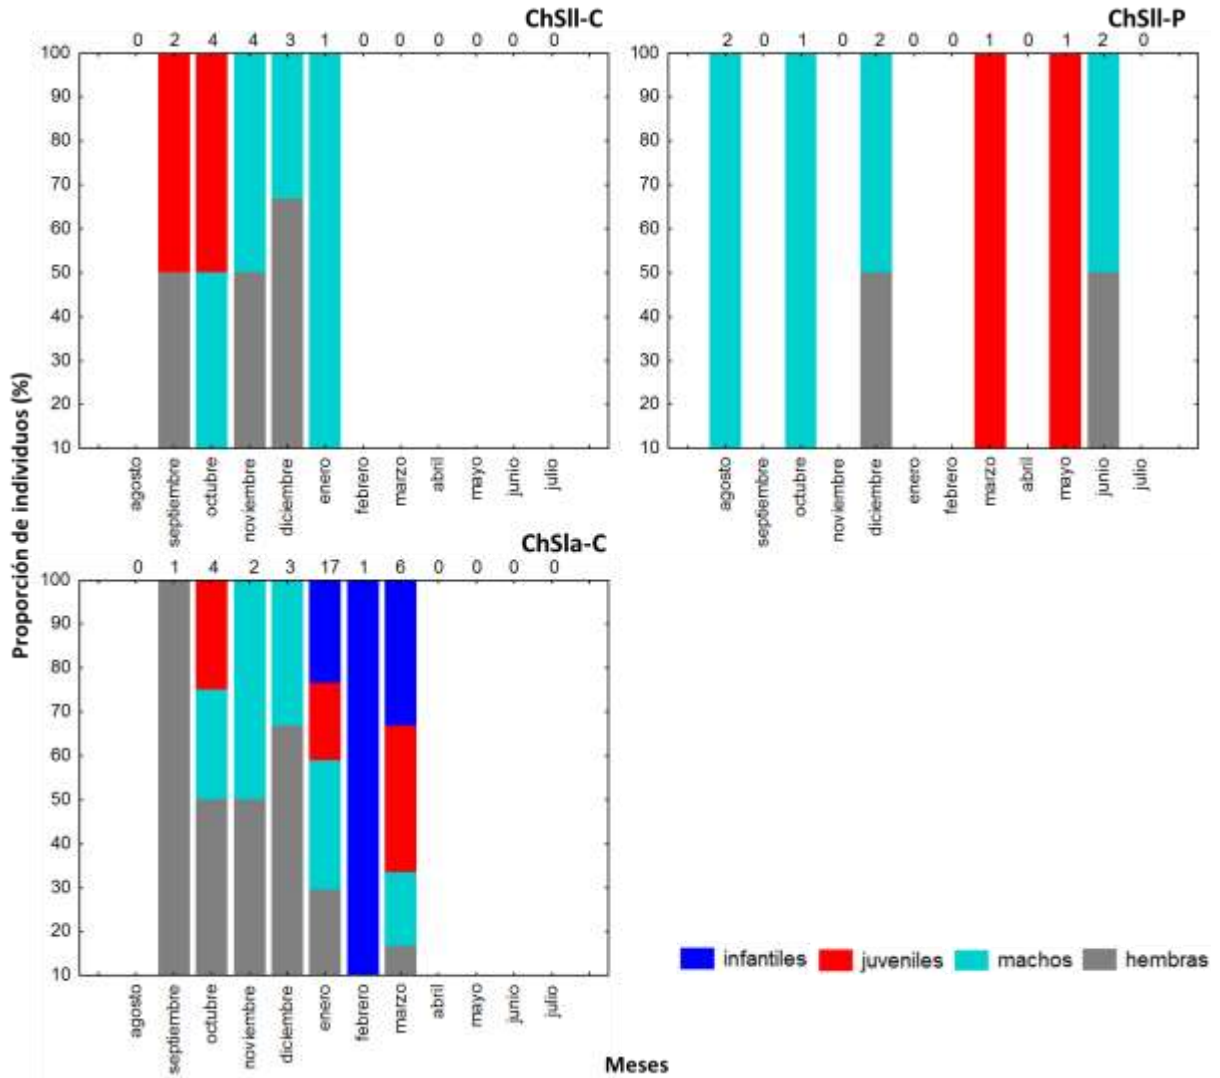 ChSll-C
0 2 4 4 3 1 0 0 0 0 0 0
100
90
80
70
60
50
40
30
20
10
agosto
septiembre
octubre
noviembre
diciembre
enero
febrero
marzo
abril
mayo
junio
julio
ChSll-P
2 0 1 0 2 0 0 1 0 1 2 0
100
90
80
70
60
50
40
30
20
10
agosto
septiembre
octubre
noviembre
diciembre
enero
febrero
marzo
abril
mayo
junio
julio
Proporción de individuos (%)
ChSla-C
0 1 4 2 3 17 1 6 0 0 0 0
100
90
80
70
60
50
40
30
20
10
agosto
septiembre
octubre
noviembre
diciembre
enero
febrero
marzo
abril
mayo
junio
julio
infantiles juveniles machos hembras
Meses